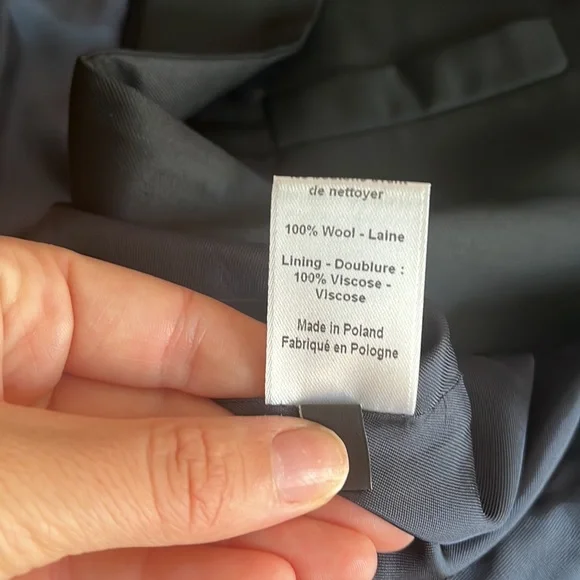 de nettoyer
100% Wool - Laine
Lining - Doublure :
100% Viscose -
Viscose
Made in Poland
Fabriqué en Pologne